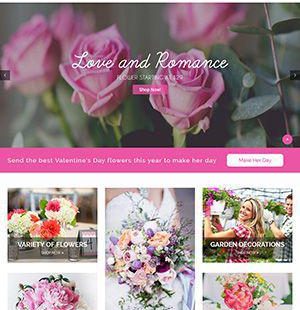 Love and Romance
FLOWER STARTING AT $29
Shop Now!
Send the best Valentine's Day flowers this year to make her day
Make Her Day
VARIETY OF FLOWERS
SHOP NOW
GARDEN DECORATIONS
SHOP NOW